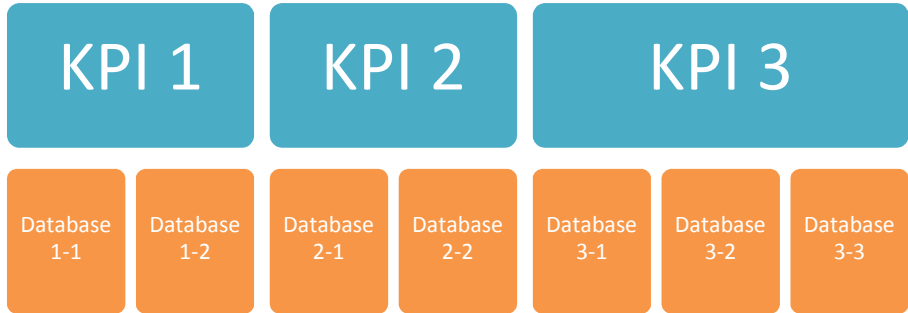 KPI 1
KPI 2
KPI 3
Database
1-1
Database
1-2
Database
2-1
Database
2-2
Database
3-1
Database
3-2
Database
3-3